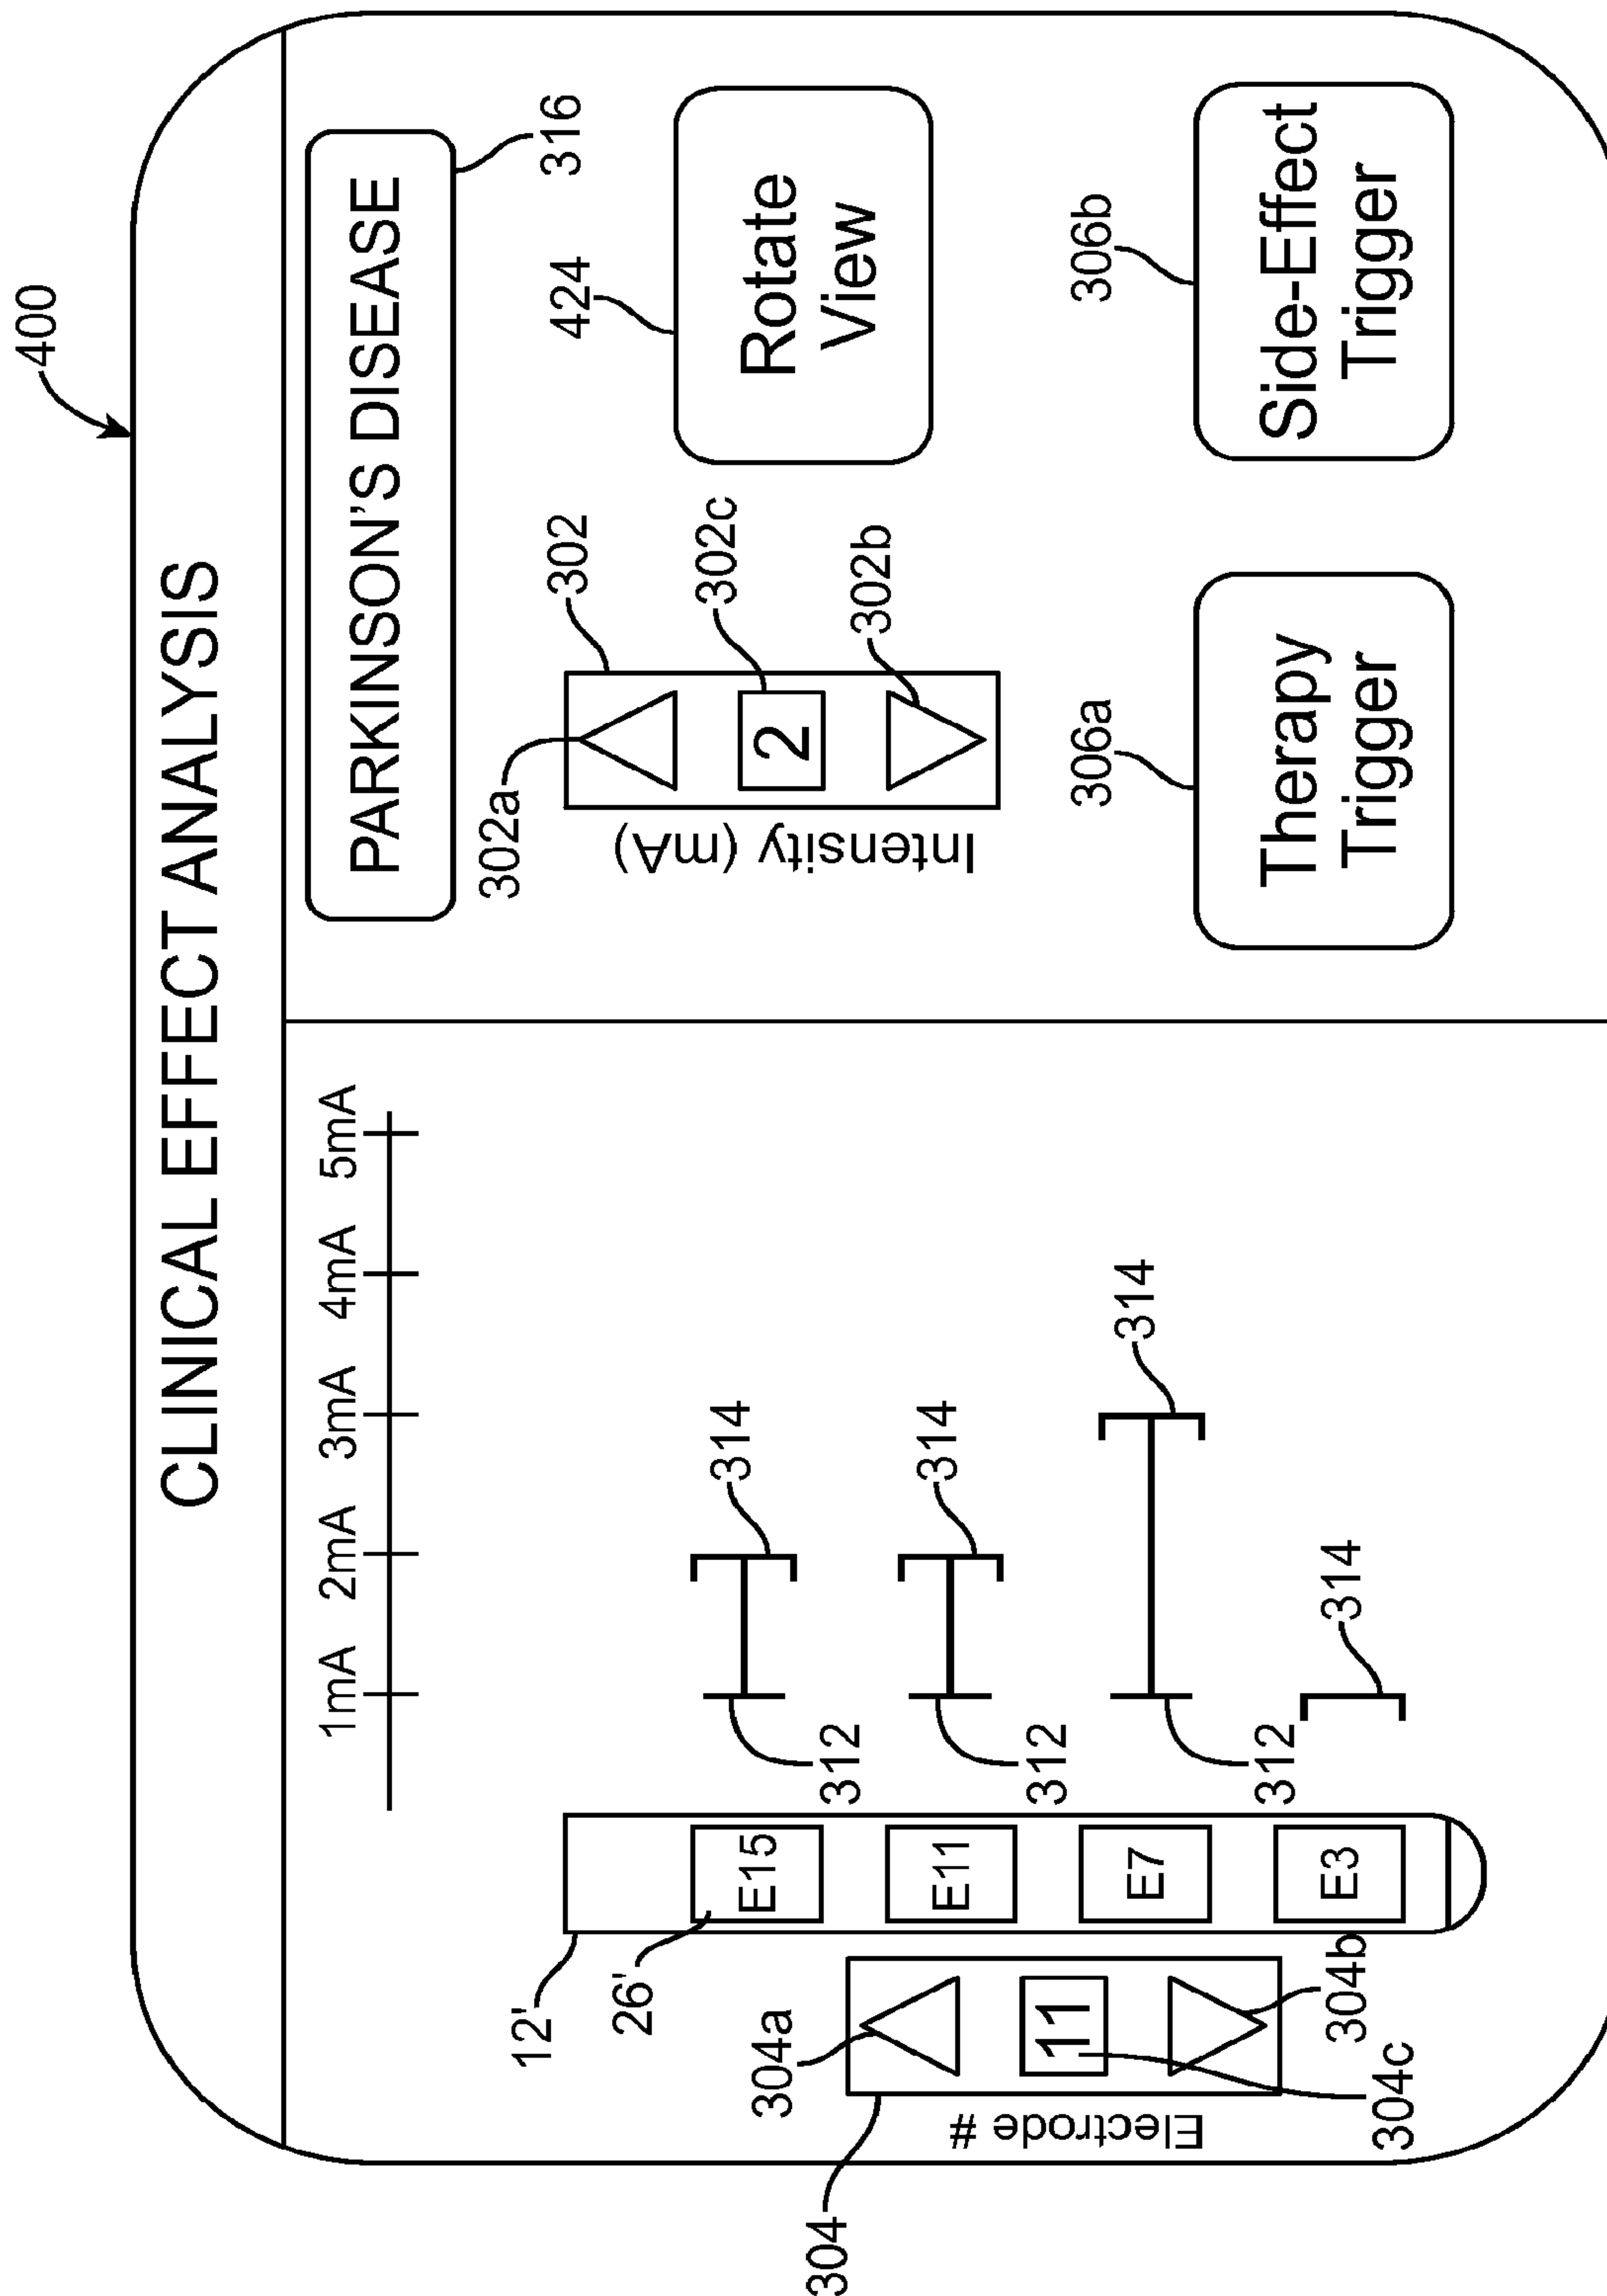 400
CLINICAL EFFECT ANALYSIS
1mA 2mA 3mA 4mA 5mA
PARKINSON'S DISEASE
316
302a
302
302c
302b
Intensity (mA)
2
424
Rotate
View
306a
Therapy
Trigger
306b
Side-Effect
Trigger
12'
26'
E15
E11
E7
E3
312
314
312
314
312
314
314
304
304a
304b
304c
Electrode #
11